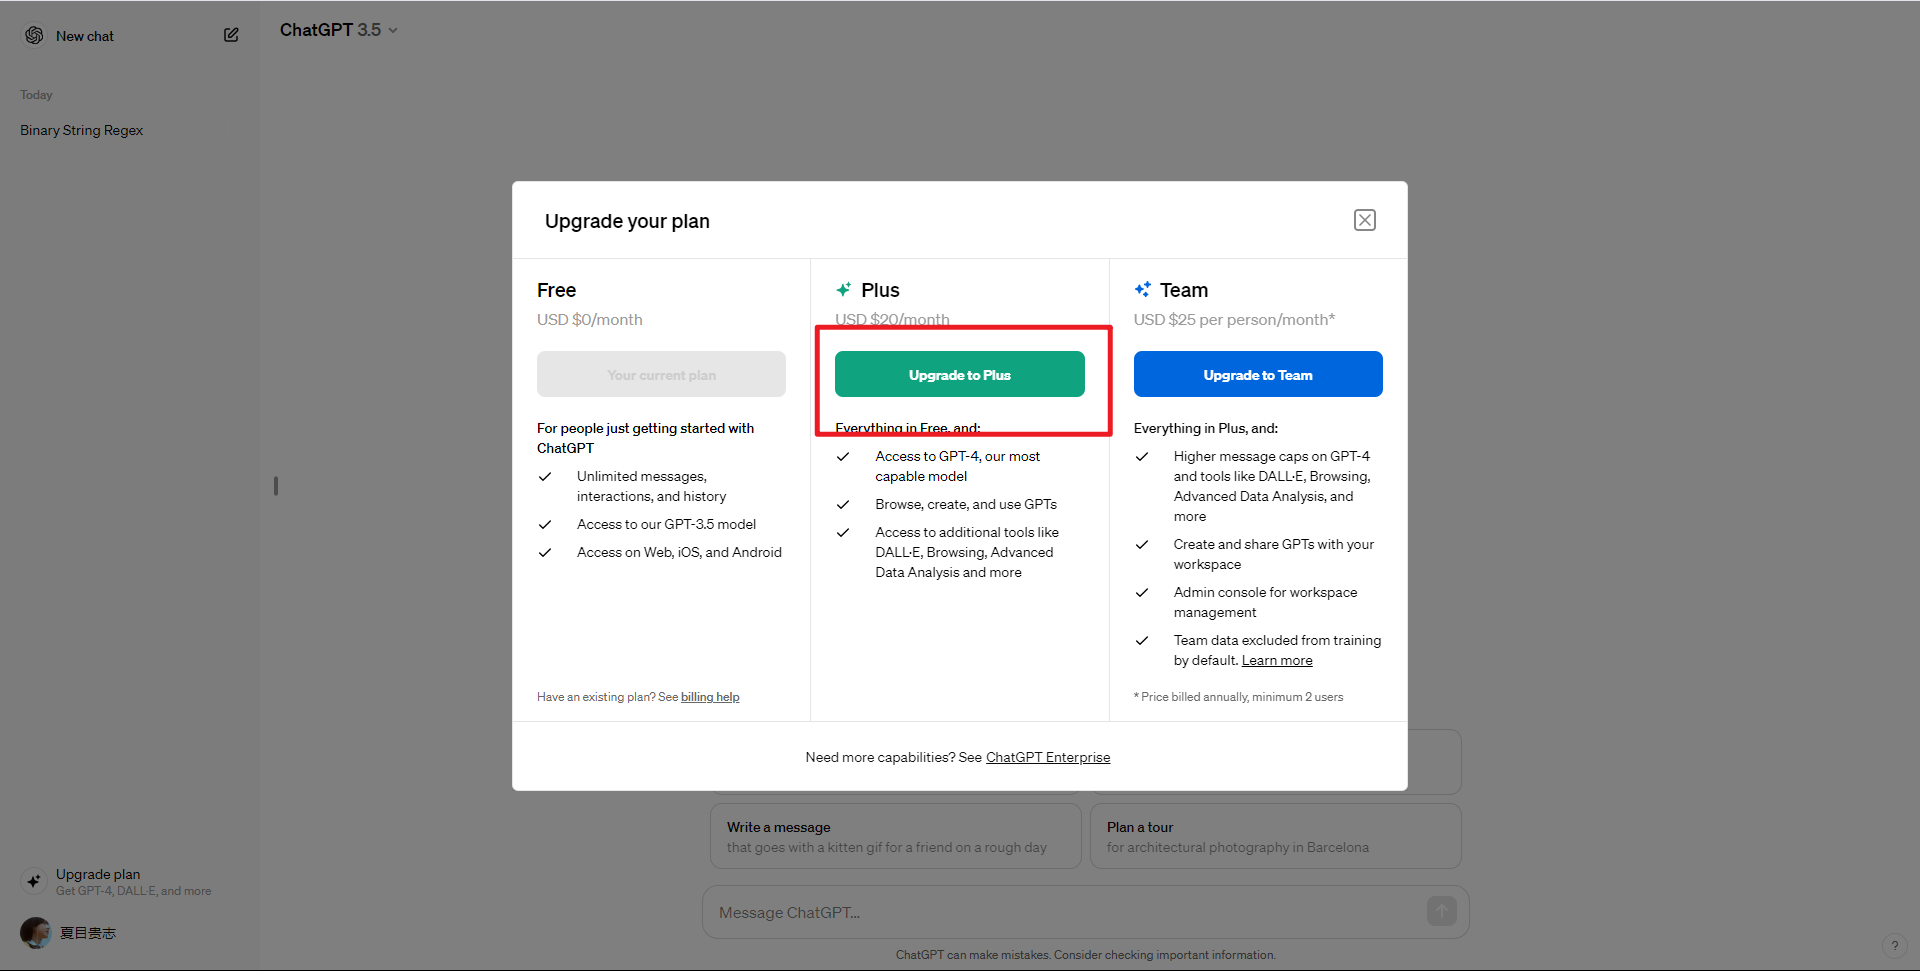 New chat
ChatGPT 3.5
Today
Binary String Regex
Upgrade your plan
Free
USD $0/month
Your current plan
For people just getting started with
ChatGPT
Unlimited messages,
interactions, and history
Access to our GPT-3.5 model
Access on Web, iOS, and Android
Have an existing plan? See billing help
Plus
USD $20/month
Upgrade to Plus
Everything in Free, and:
Access to GPT-4, our most
capable model
Browse, create, and use GPTs
Access to additional tools like
DALL·E, Browsing, Advanced
Data Analysis and more
Team
USD $25 per person/month*
Upgrade to Team
Everything in Plus, and:
Higher message caps on GPT-4
and tools like DALL·E, Browsing,
Advanced Data Analysis, and
more
Create and share GPTs with your
workspace
Admin console for workspace
management
Team data excluded from training
by default. Learn more
* Price billed annually, minimum 2 users
Need more capabilities? See ChatGPT Enterprise
Write a message
that goes with a kitten gif for a friend on a rough day
Plan a tour
for architectural photography in Barcelona
Upgrade plan
Get GPT-4, DALL·E, and more
夏目贵志
Message ChatGPT...
ChatGPT can make mistakes. Consider checking important information.
?